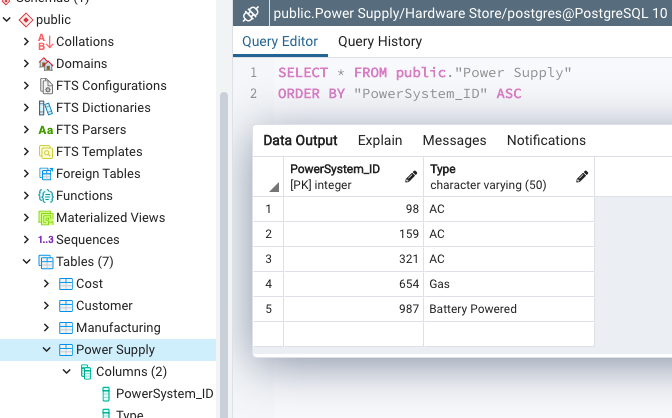 Schemas (1)
public
Collations
Domains
FTS Configurations
FTS Dictionaries
Aa FTS Parsers
FTS Templates
Foreign Tables
Functions
Materialized Views
1..3 Sequences
Tables (7)
Cost
Customer
Manufacturing
Power Supply
Columns (2)
PowerSystem_ID
Type
public.Power Supply/Hardware Store/postgres@PostgreSQL 10
Query Editor Query History
1 SELECT * FROM public."Power Supply"
2 ORDER BY "PowerSystem_ID" ASC
Data Output Explain Messages Notifications
PowerSystem_ID Type
[PK] integer character varying (50)
1 98 AC
2 159 AC
3 321 AC
4 654 Gas
5 987 Battery Powered